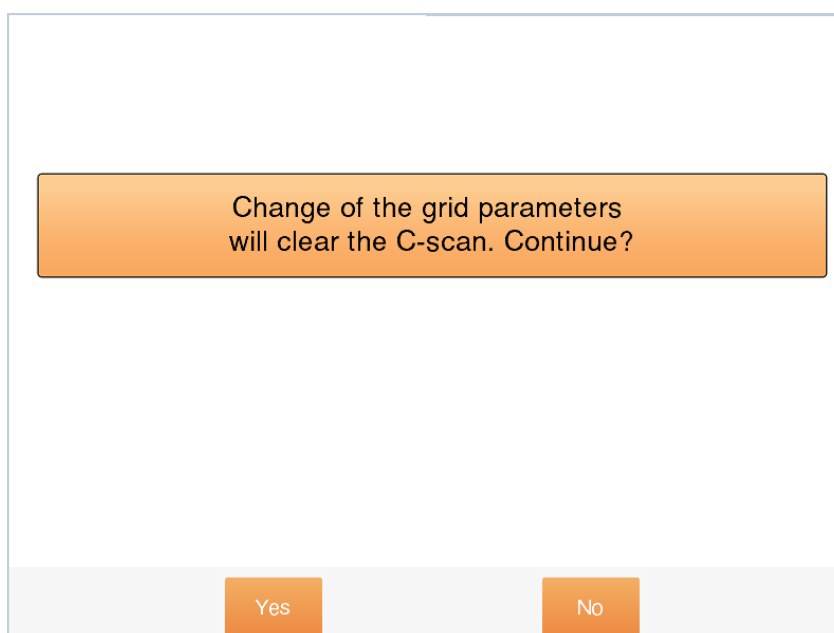 Change of the grid parameters
will clear the C-scan. Continue?
Yes
No